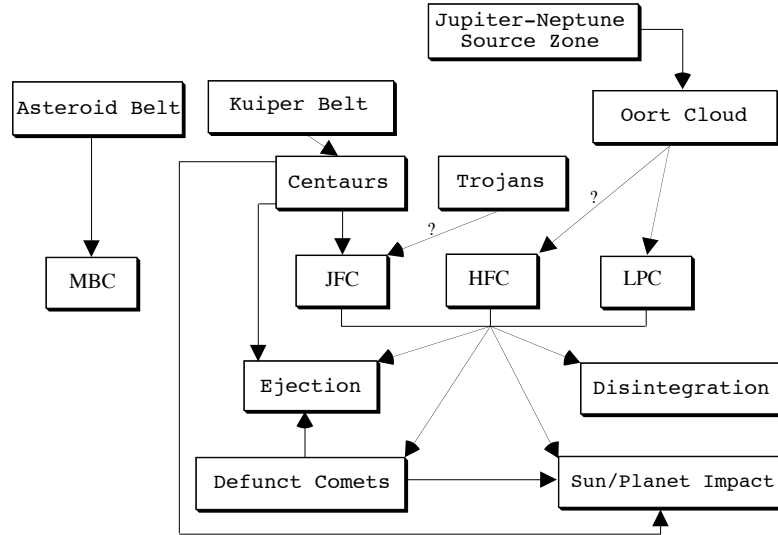 Jupiter-Neptune
Source Zone
Asteroid Belt
Kuiper Belt
Oort Cloud
Centaurs
Trojans
?
?
MBC
JFC
HFC
LPC
Ejection
Disintegration
Defunct Comets
Sun/Planet Impact